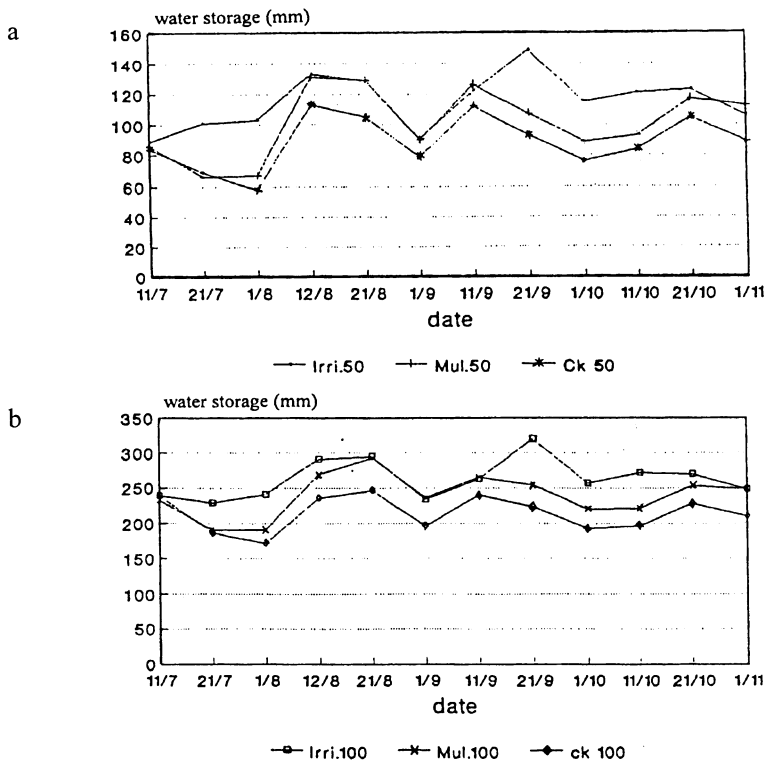 a
water storage (mm)
160
140
120
100
80
60
40
20
0
11/7 21/7 1/8 12/8 21/8 1/9 11/9 21/9 1/10 11/10 21/10 1/11
date
Irri.50 Mul.50 Ck 50
b
water storage (mm)
350
300
250
200
150
100
50
0
11/7 21/7 1/8 12/8 21/8 1/9 11/9 21/9 1/10 11/10 21/10 1/11
date
Irri.100 Mul.100 ck 100